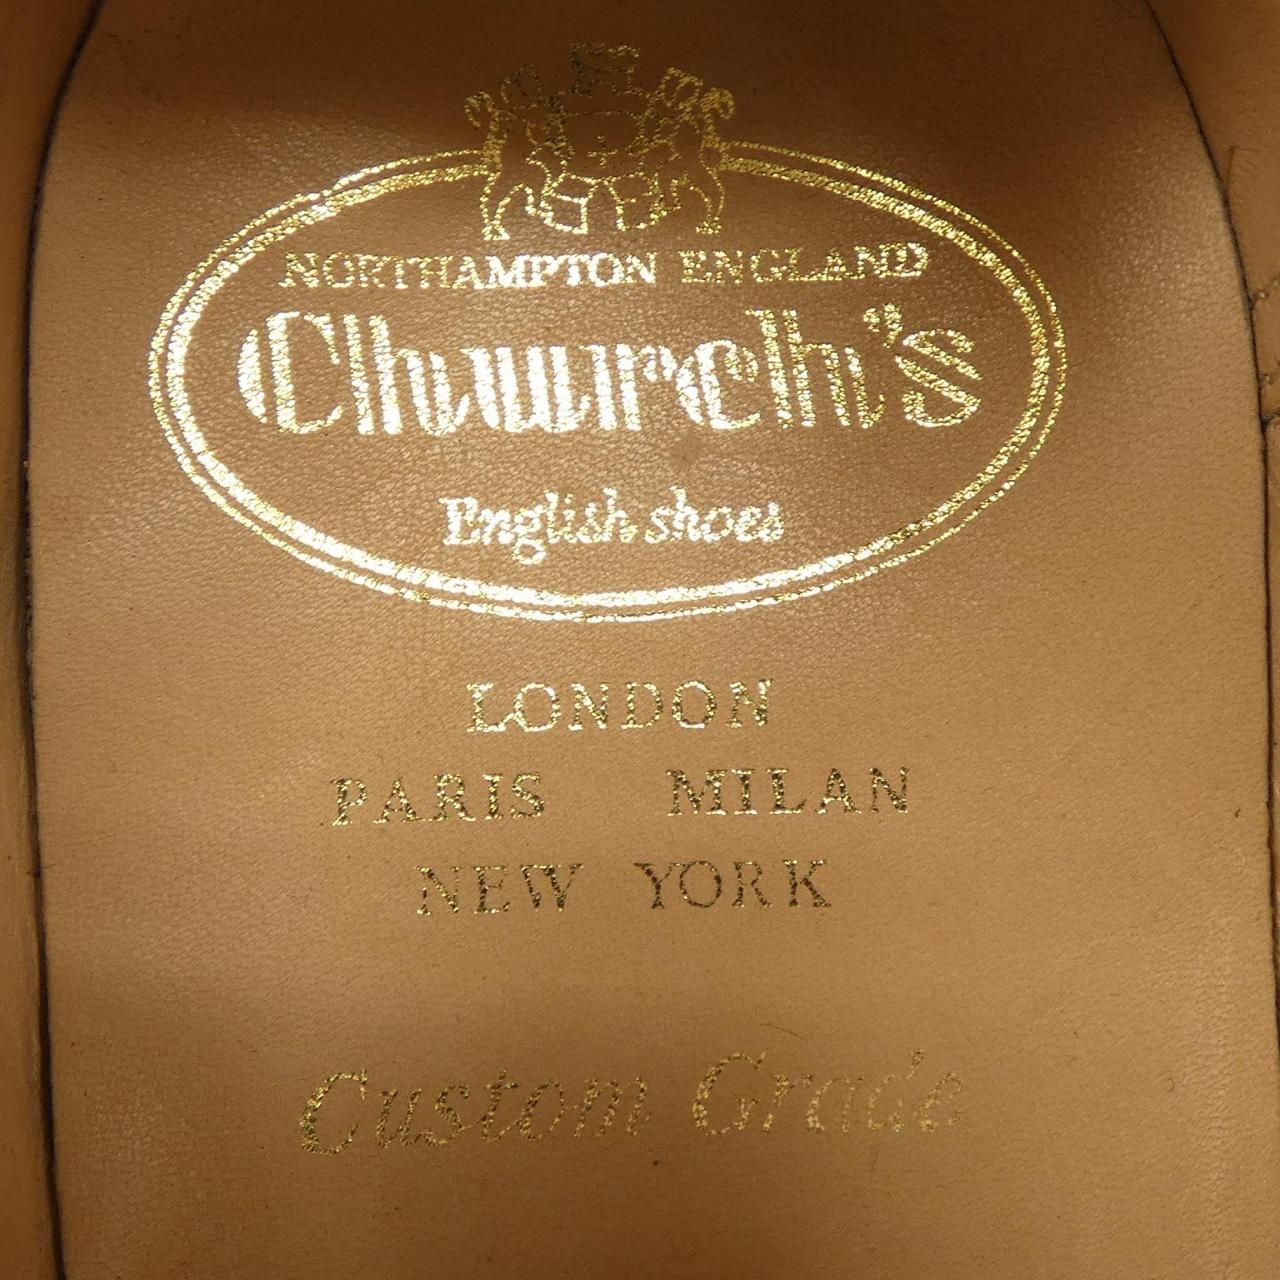 NORTHAMPTON ENGLAND
Church's
English shoes
LONDON
PARIS MILAN
NEW YORK
Custom Grade